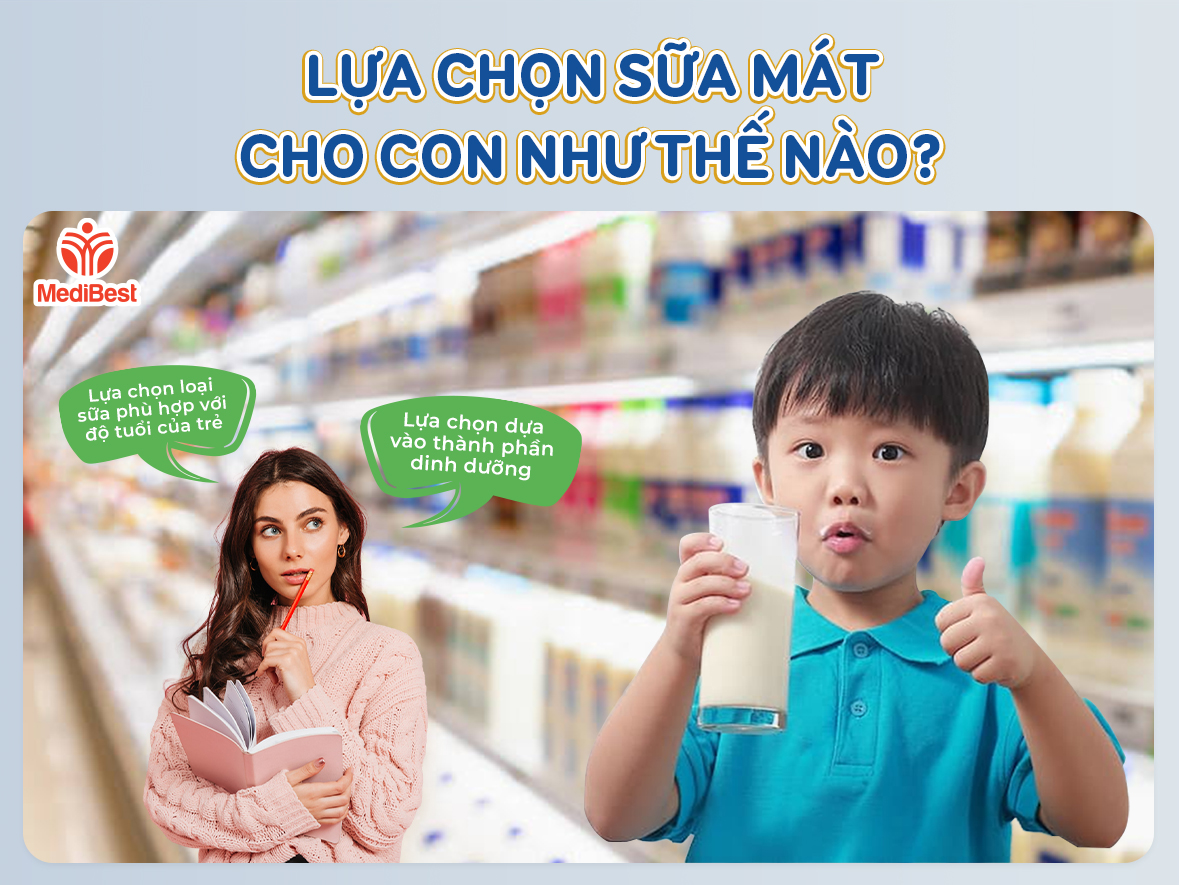 LỰA CHỌN SỮA MÁT
CHO CON NHƯ THẾ NÀO?
MediBest
Lựa chọn loại
sữa phù hợp với
độ tuổi của trẻ
Lựa chọn dựa
vào thành phần
dinh dưỡng